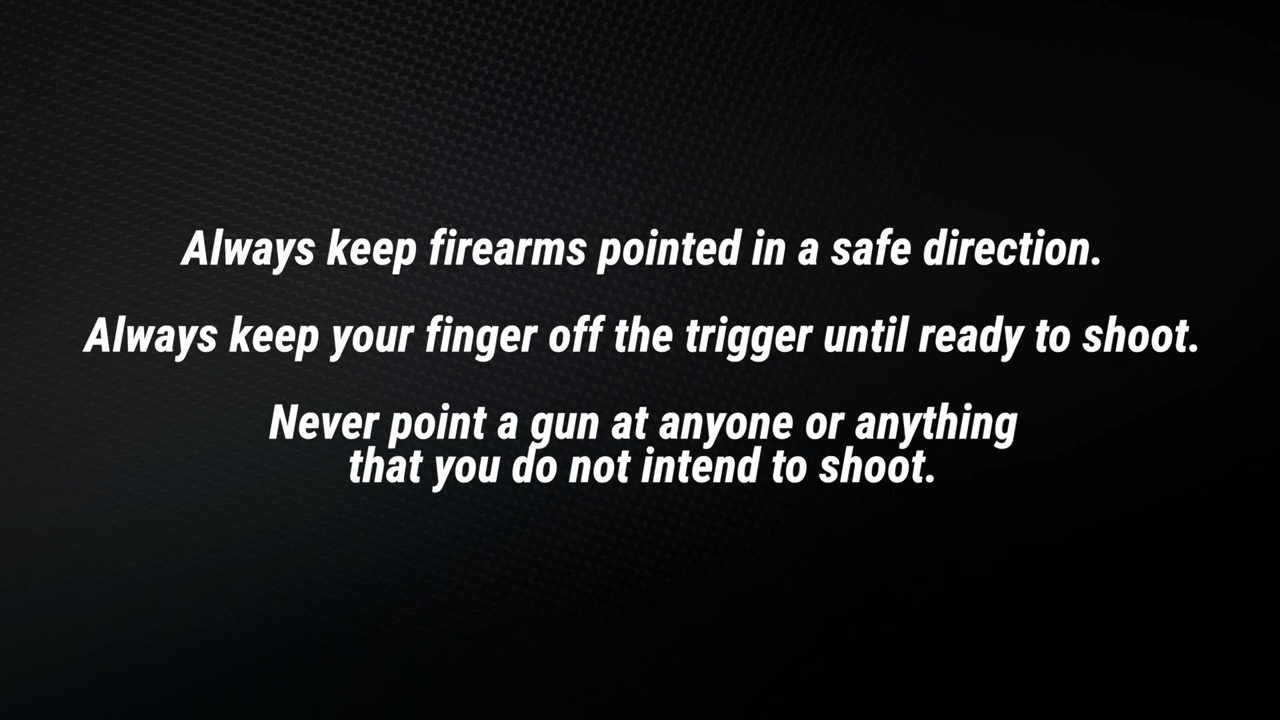 Always keep firearms pointed in a safe direction.
Always keep your finger off the trigger until ready to shoot.
Never point a gun at anyone or anything
that you do not intend to shoot.